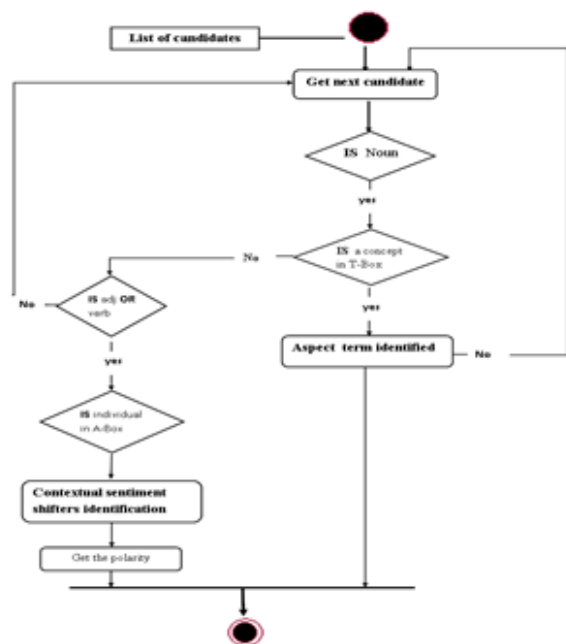 List of candidates
Get next candidate
IS Noun
yes
IS a concept
in T-Box
No
yes
No
IS adj OR
verb
Aspect term identified
No
yes
IS individual
in A-Box
Contextual sentiment
shifters identification
Get the polarity